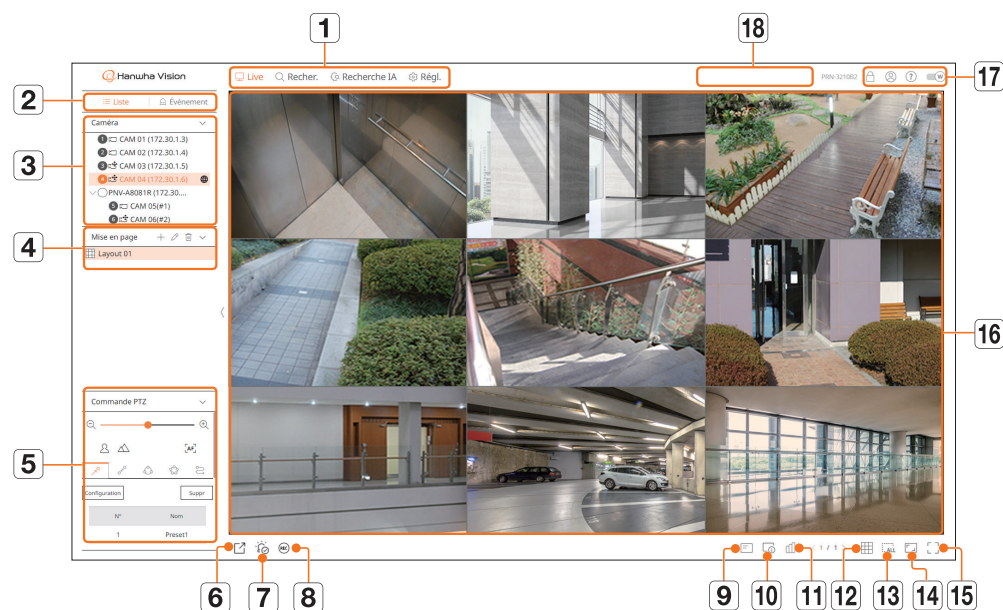 1
18
Hanwha Vision
Live Recher. Recherche IA Régl.
PRN-3210B2
W
17
2
Liste Événement
3
Caméra
1 CAM 01 (172.30.1.3)
2 CAM 02 (172.30.1.4)
3 CAM 03 (172.30.1.5)
4 CAM 04 (172.30.1.6)
PNV-A8081R (172.30....
5 CAM 05(#1)
6 CAM 06(#2)
4
Mise en page
Layout 01
16
5
Commande PTZ
AF
Configuration Suppr
N° Nom
1 Preset1
REC
1 / 1
ALL
6 7 8 9 10 11 12 13 14 15